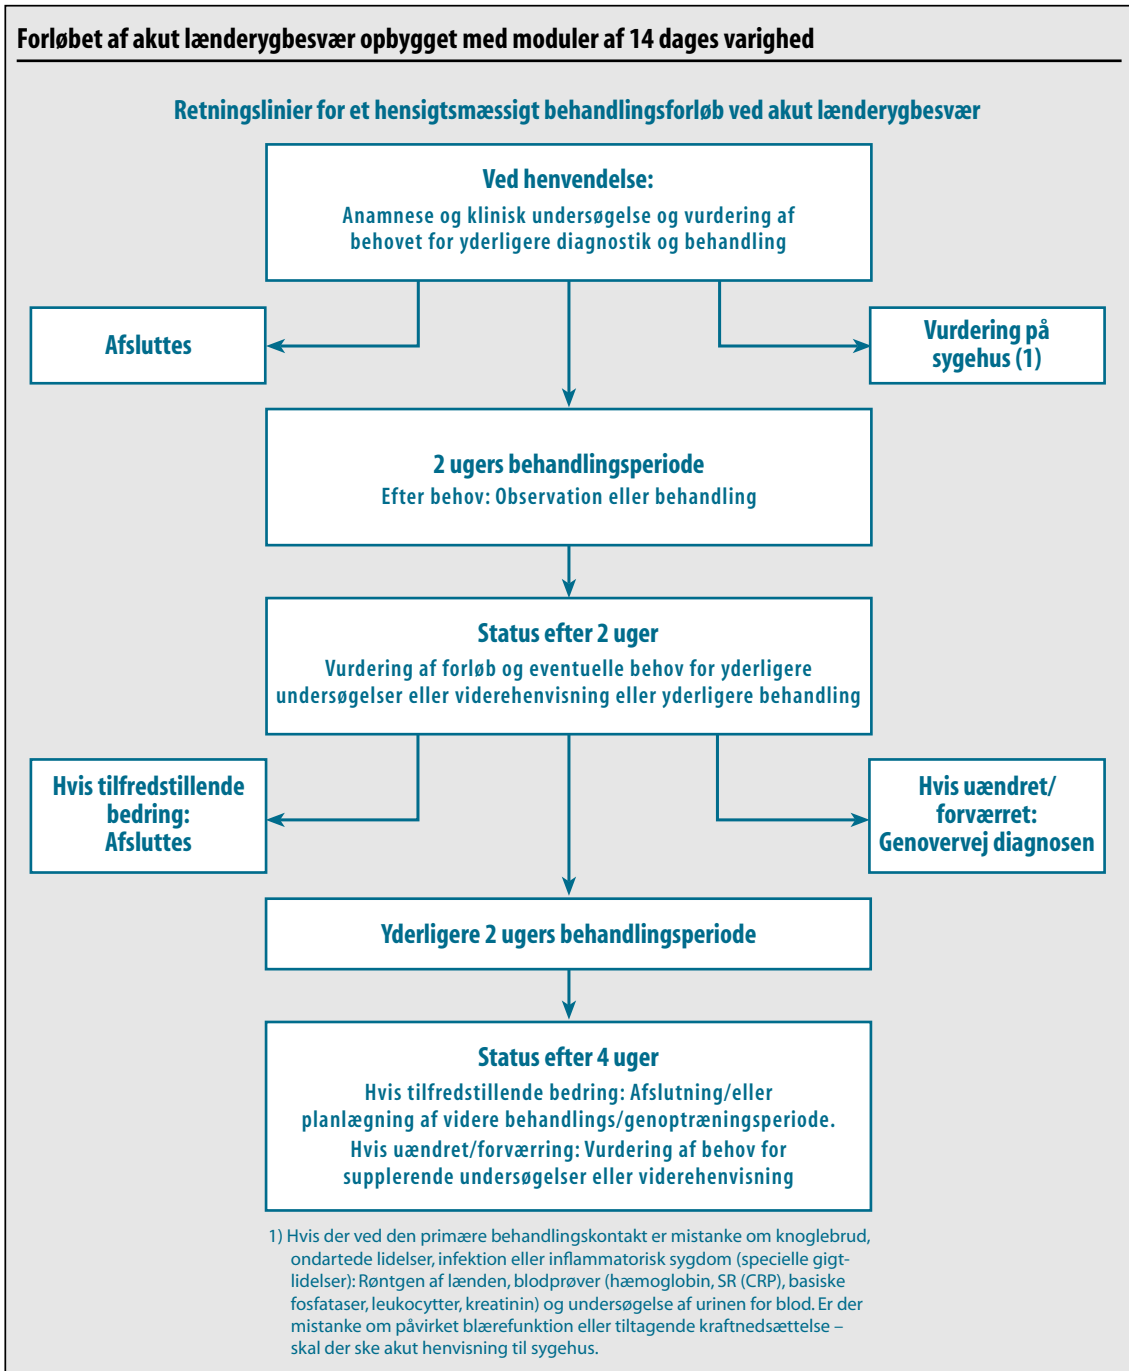 Forløbet af akut lænderygbesvær opbygget med moduler af 14 dages varighed
Retningslinier for et hensigtsmæssigt behandlingsforløb ved akut lænderygbesvær
Ved henvendelse:
Anamnese og klinisk undersøgelse og vurdering af
behovet for yderligere diagnostik og behandling
Afsluttes
Vurdering på
sygehus (1)
2 ugers behandlingsperiode
Efter behov: Observation eller behandling
Status efter 2 uger
Vurdering af forløb og eventuelle behov for yderligere
undersøgelser eller viderehenvisning eller yderligere behandling
Hvis tilfredstillende
bedring:
Afsluttes
Hvis uændret/
forværret:
Genovervej diagnosen
Yderligere 2 ugers behandlingsperiode
Status efter 4 uger
Hvis tilfredstillende bedring: Afslutning/eller
planlægning af videre behandlings/genoptræningsperiode.
Hvis uændret/forværring: Vurdering af behov for
supplerende undersøgelser eller viderehenvisning
1) Hvis der ved den primære behandlingskontakt er mistanke om knoglebrud,
ondartede lidelser, infektion eller inflammatorisk sygdom (specielle gigt-
lidelser): Røntgen af lænden, blodprøver (hæmoglobin, SR (CRP), basiske
fosfataser, leukocytter, kreatinin) og undersøgelse af urinen for blod. Er der
mistanke om påvirket blærefunktion eller tiltagende kraftnedsættelse –
skal der ske akut henvisning til sygehus.